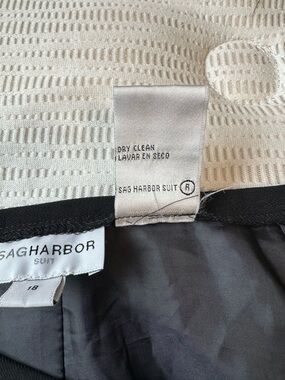 DRY CLEAN
LAVAR EN SECO
SAG HARBOR SUIT R
SAGHARBOR
SUIT
18